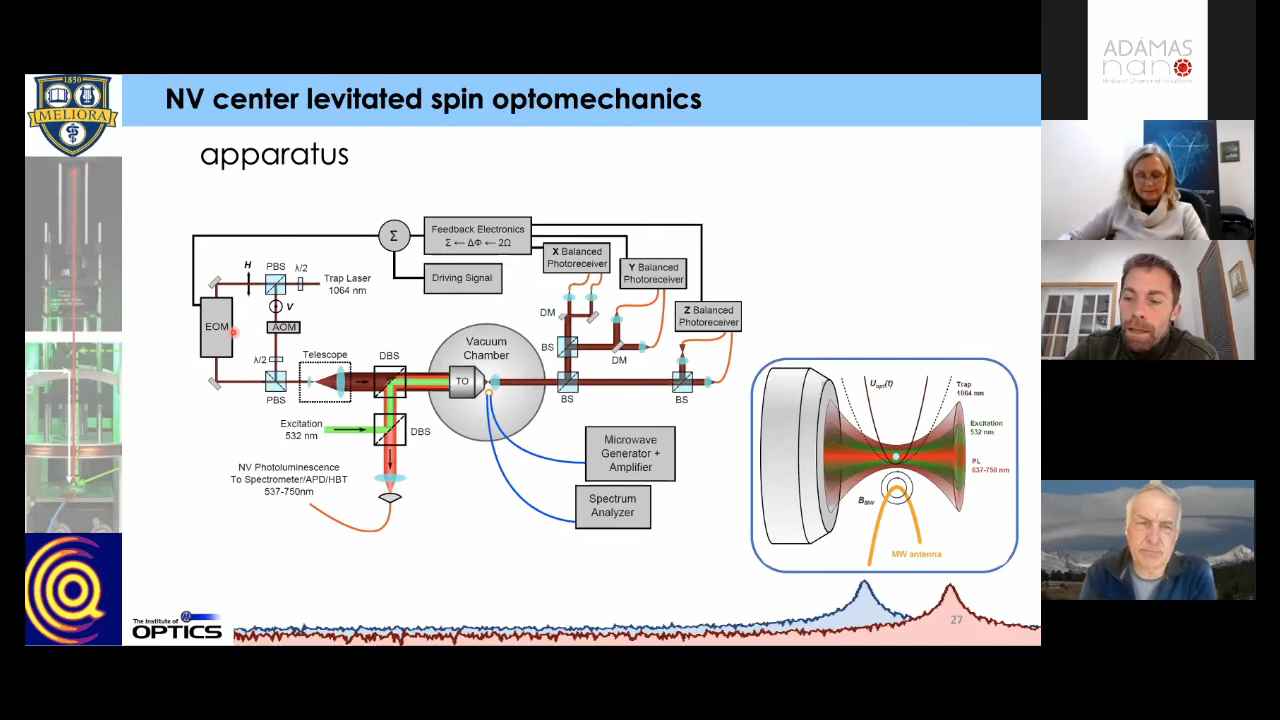 1850
MELIORA
NV center levitated spin optomechanics
apparatus
Σ
Feedback Electronics
Σ ⟵ ΔΦ ⟵ 2Ω
Driving Signal
X Balanced
Photoreceiver
Y Balanced
Photoreceiver
Z Balanced
Photoreceiver
H
PBS
λ/2
Trap Laser
1064 nm
V
EOM
AOM
λ/2
PBS
Telescope
DBS
Vacuum
Chamber
TO
DM
BS
DM
BS
BS
Excitation
532 nm
DBS
NV Photoluminescence
To Spectrometer/APD/HBT
537-750nm
Microwave
Generator +
Amplifier
Spectrum
Analyzer
Uopt(t)
Trap
1064 nm
Excitation
532 nm
PL
637-750 nm
BMW
MW antenna
The Institute of
OPTICS
27
ADÁMAS
nano